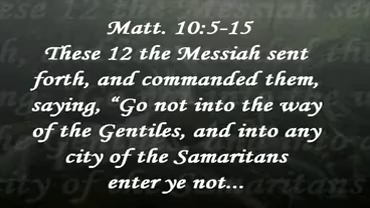 Matt. 10:5-15
These 12 the Messiah sent
forth, and commanded them,
saying, "Go not into the way
of the Gentiles, and into any
city of the Samaritans
enter ye not...